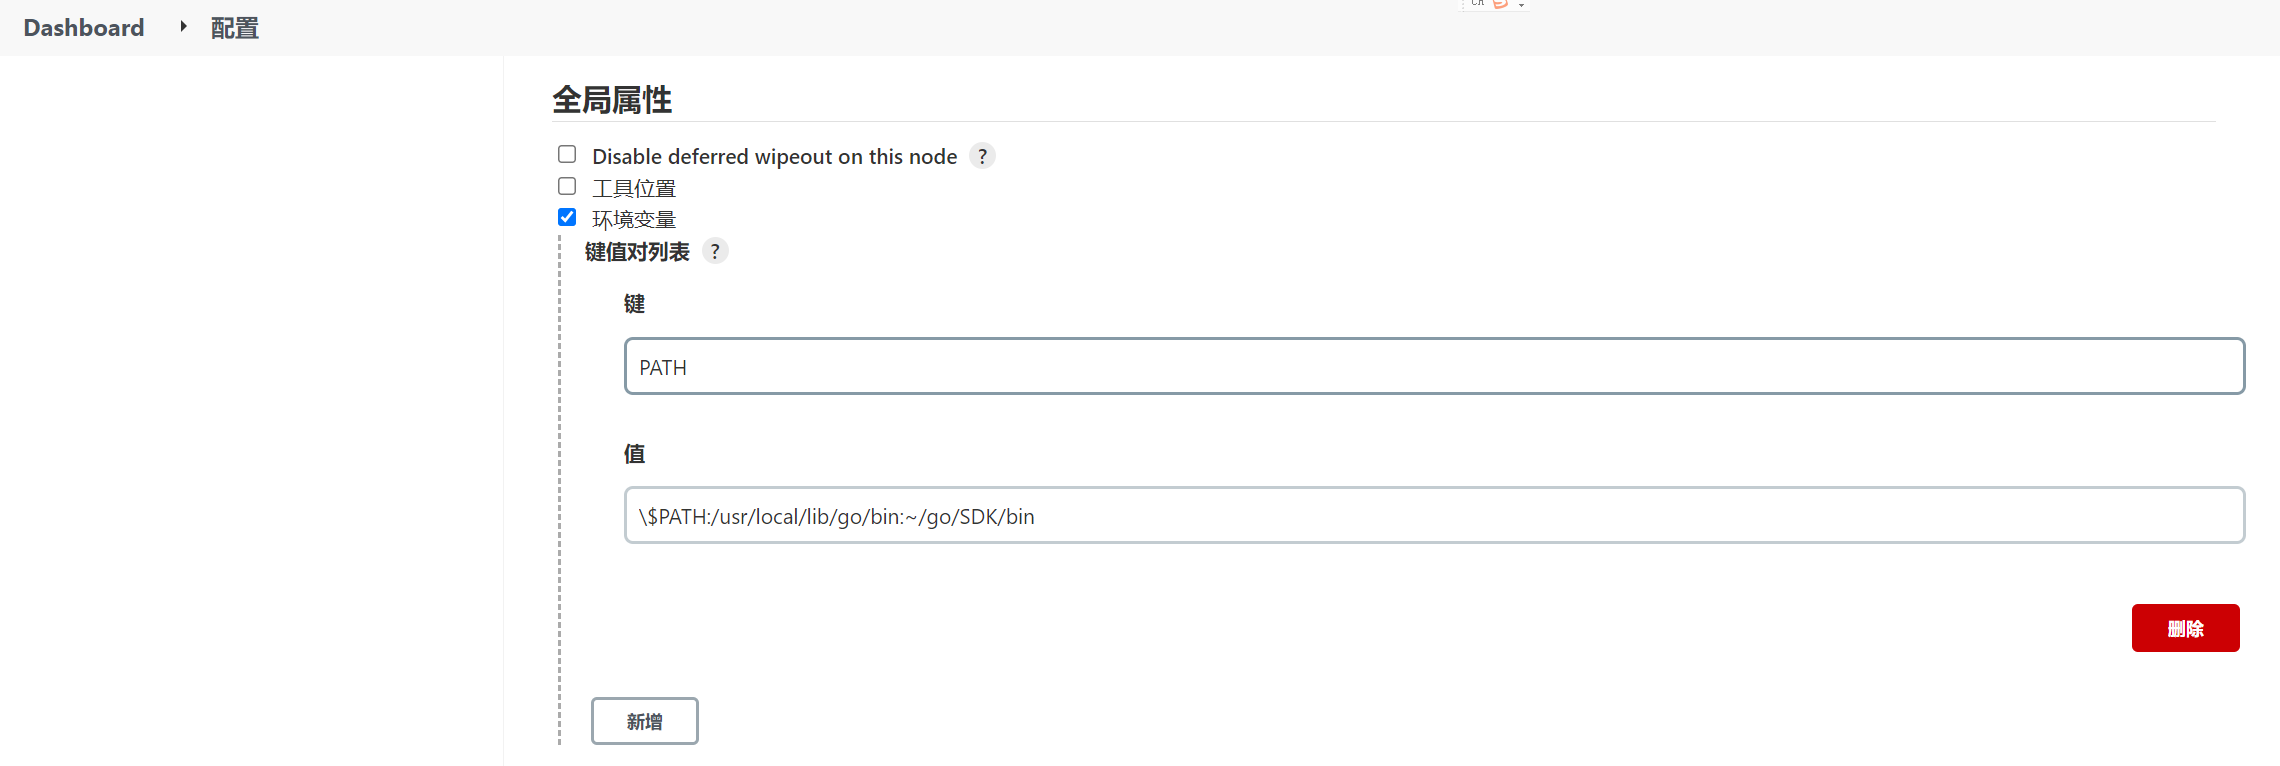 Dashboard 配置
全局属性
Disable deferred wipeout on this node ?
工具位置
环境变量
键值对列表 ?
键
PATH
值
\$PATH:/usr/local/lib/go/bin:~/go/SDK/bin
删除
新增